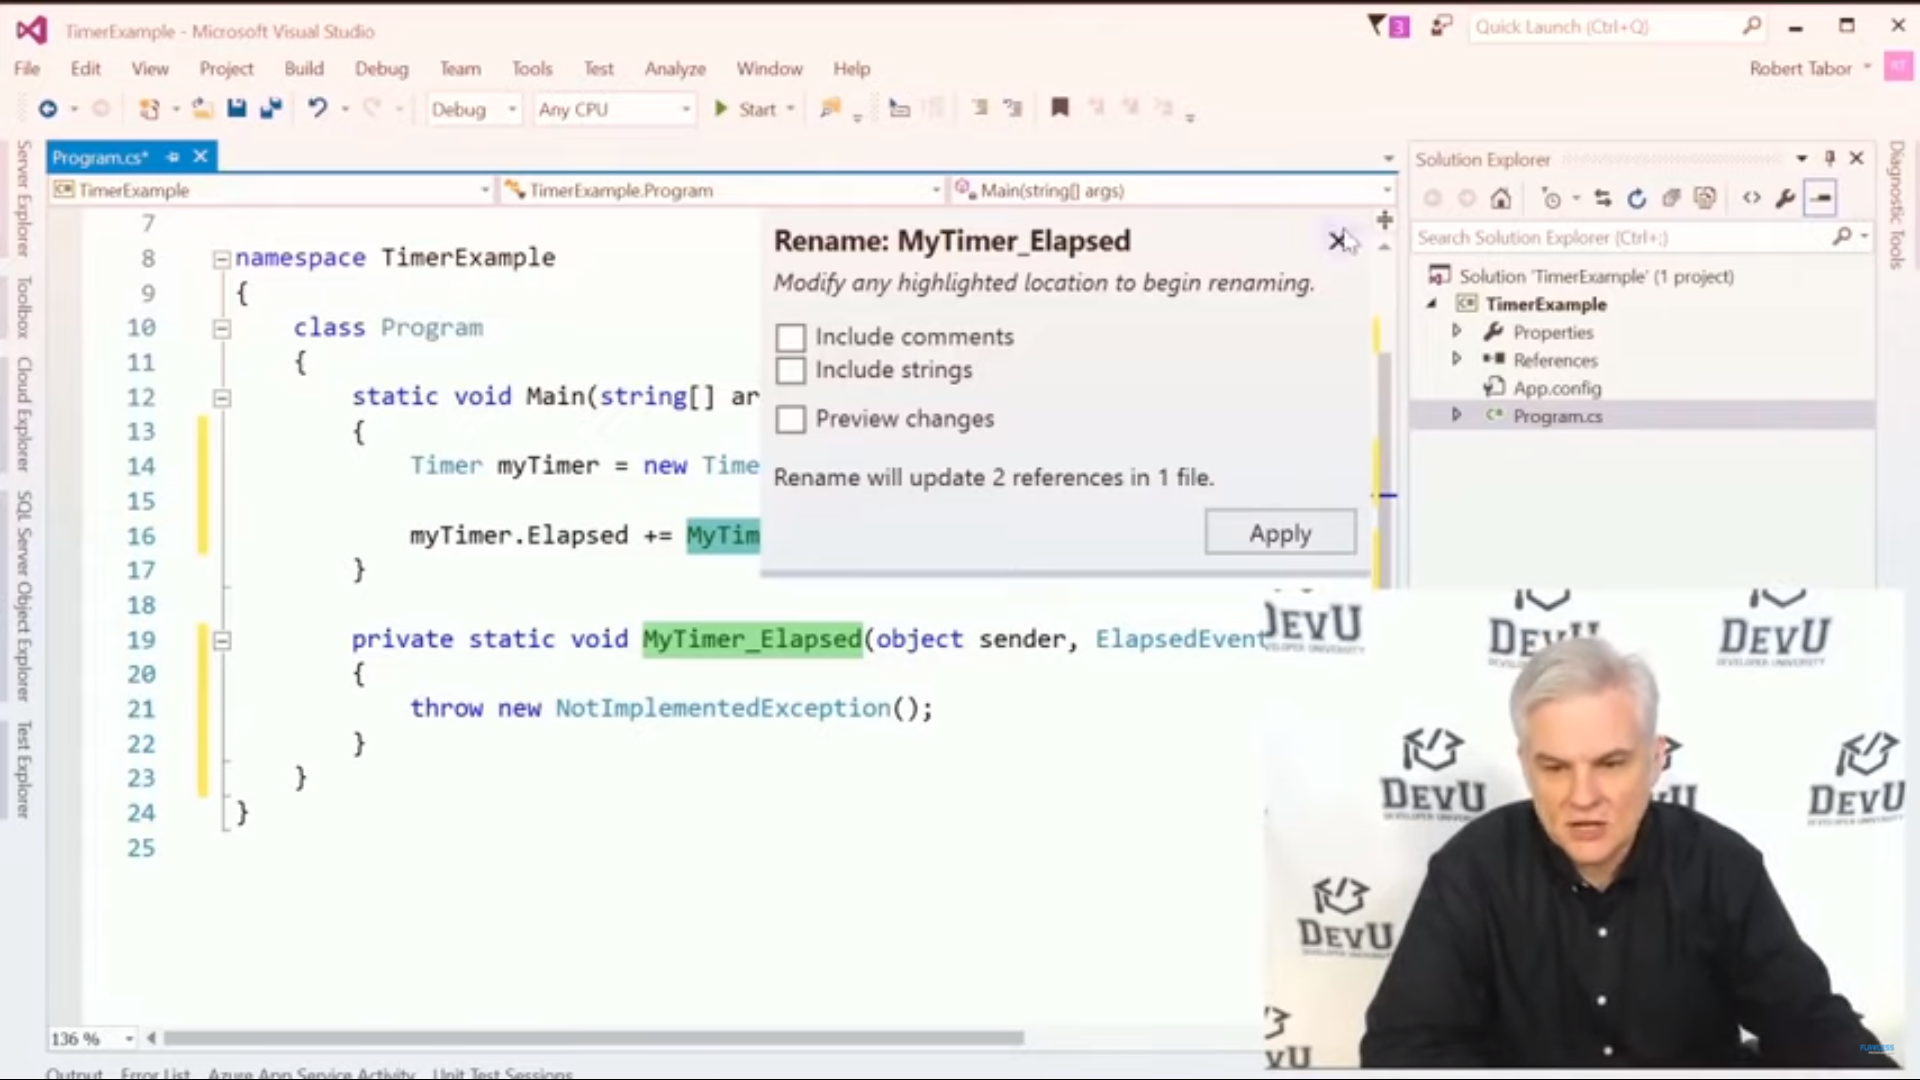 TimerExample - Microsoft Visual Studio
3
Quick Launch (Ctrl+Q)
File Edit View Project Build Debug Team Tools Test Analyze Window Help
Robert Tabor
RT
Debug
Any CPU
Start
Server Explorer
Toolbox
Cloud Explorer
SQL Server Object Explorer
Test Explorer
Program.cs*
TimerExample
TimerExample.Program
Main(string[] args)
7
8 namespace TimerExample
9 {
10 class Program
11 {
12 static void Main(string[] ar
13 {
14 Timer myTimer = new Time
15
16 myTimer.Elapsed += MyTim
17 }
18
19 private static void MyTimer_Elapsed(object sender, ElapsedEvent
20 {
21 throw new NotImplementedException();
22 }
23 }
24 }
25
Rename: MyTimer_Elapsed
Modify any highlighted location to begin renaming.
Include comments
Include strings
Preview changes
Rename will update 2 references in 1 file.
Apply
Solution Explorer
Search Solution Explorer (Ctrl+;)
Solution 'TimerExample' (1 project)
TimerExample
Properties
References
App.config
Program.cs
Diagnostic Tools
DEVU
DEVU
DEVU
DEVELOPER UNIVERSITY
DEVU
DEVU
DEVU
136 %
Output Error List Azure App Service Activity Unit Test Sessions